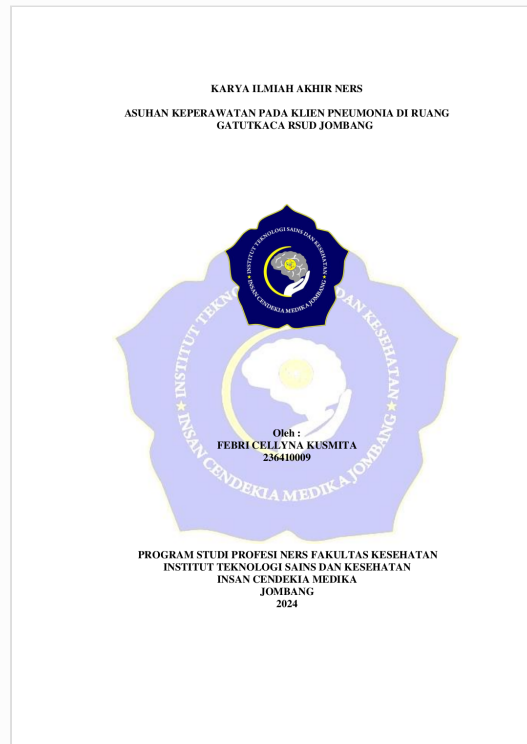 KARYA ILMIAH AKHIR NERS
ASUHAN KEPERAWATAN PADA KLIEN PNEUMONIA DI RUANG
GATUTKACA RSUD JOMBANG
INSTITUT TEKNOLOGI SAINS DAN KESEHATAN
INSAN CENDEKIA MEDIKA JOMBANG
Oleh :
FEBRI CELLYNA KUSMITA
236410009
PROGRAM STUDI PROFESI NERS FAKULTAS KESEHATAN
INSTITUT TEKNOLOGI SAINS DAN KESEHATAN
INSAN CENDEKIA MEDIKA
JOMBANG
2024